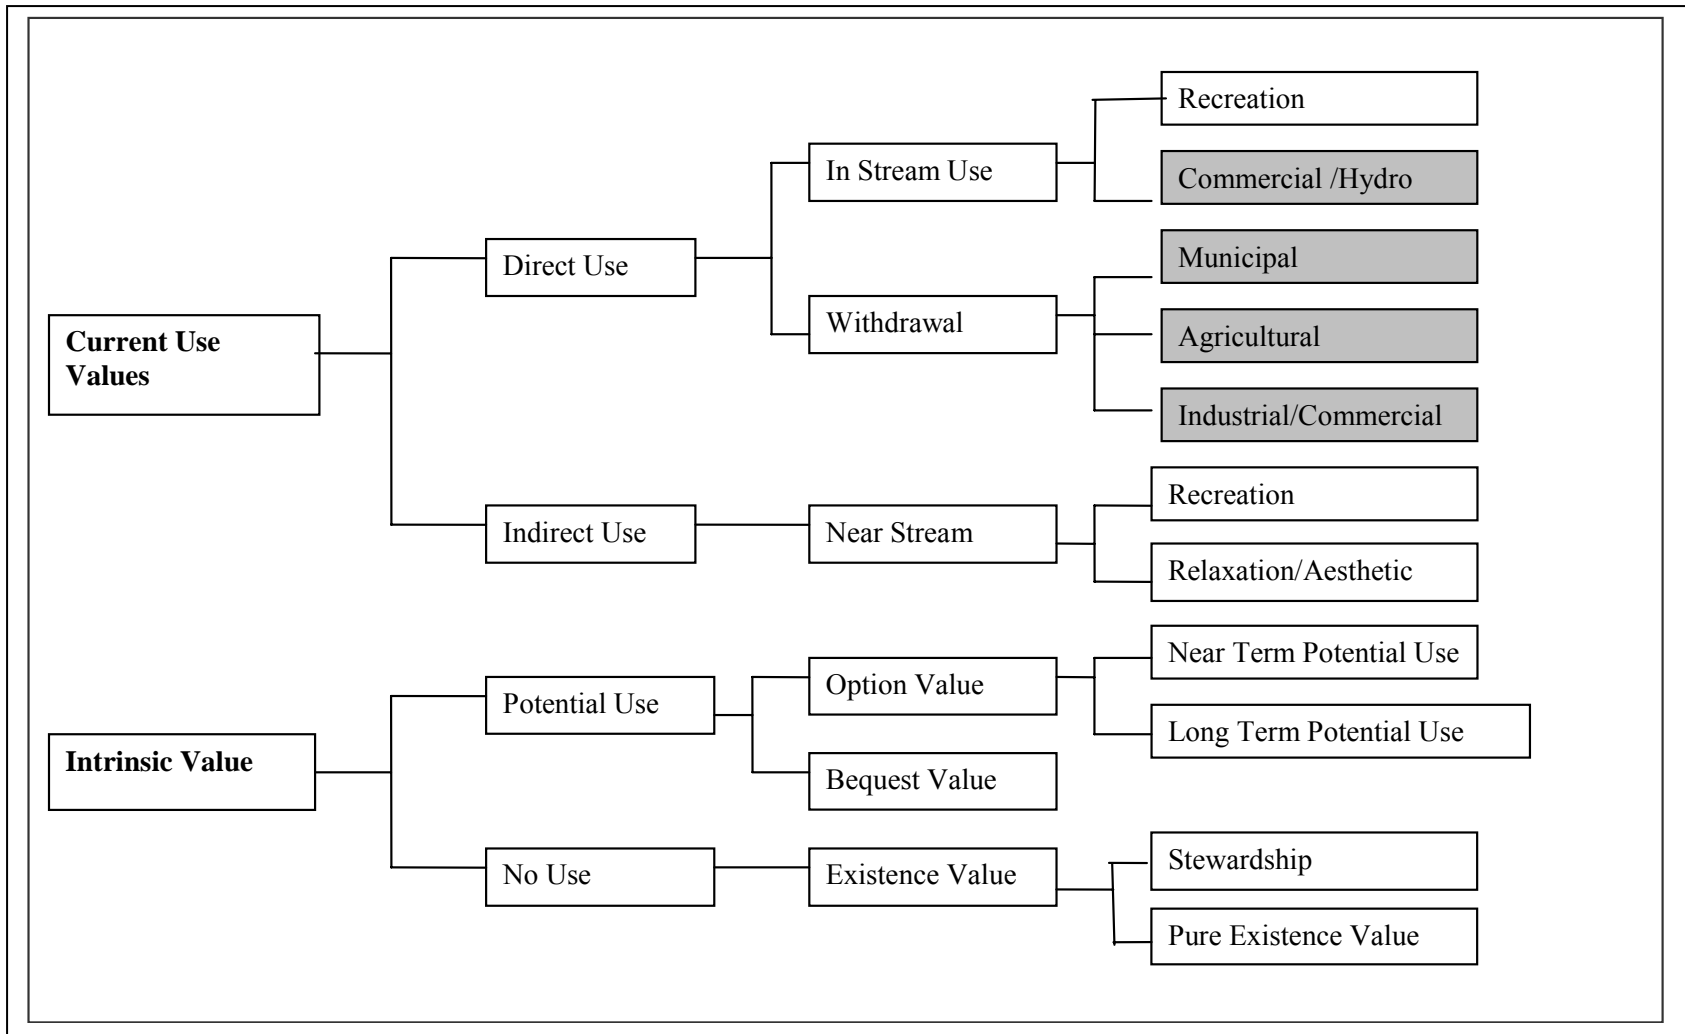 Recreation
In Stream Use
Commercial /Hydro
Direct Use
Municipal
Withdrawal
Agricultural
Current Use
Values
Industrial/Commercial
Recreation
Indirect Use
Near Stream
Relaxation/Aesthetic
Near Term Potential Use
Option Value
Potential Use
Long Term Potential Use
Intrinsic Value
Bequest Value
Stewardship
No Use
Existence Value
Pure Existence Value